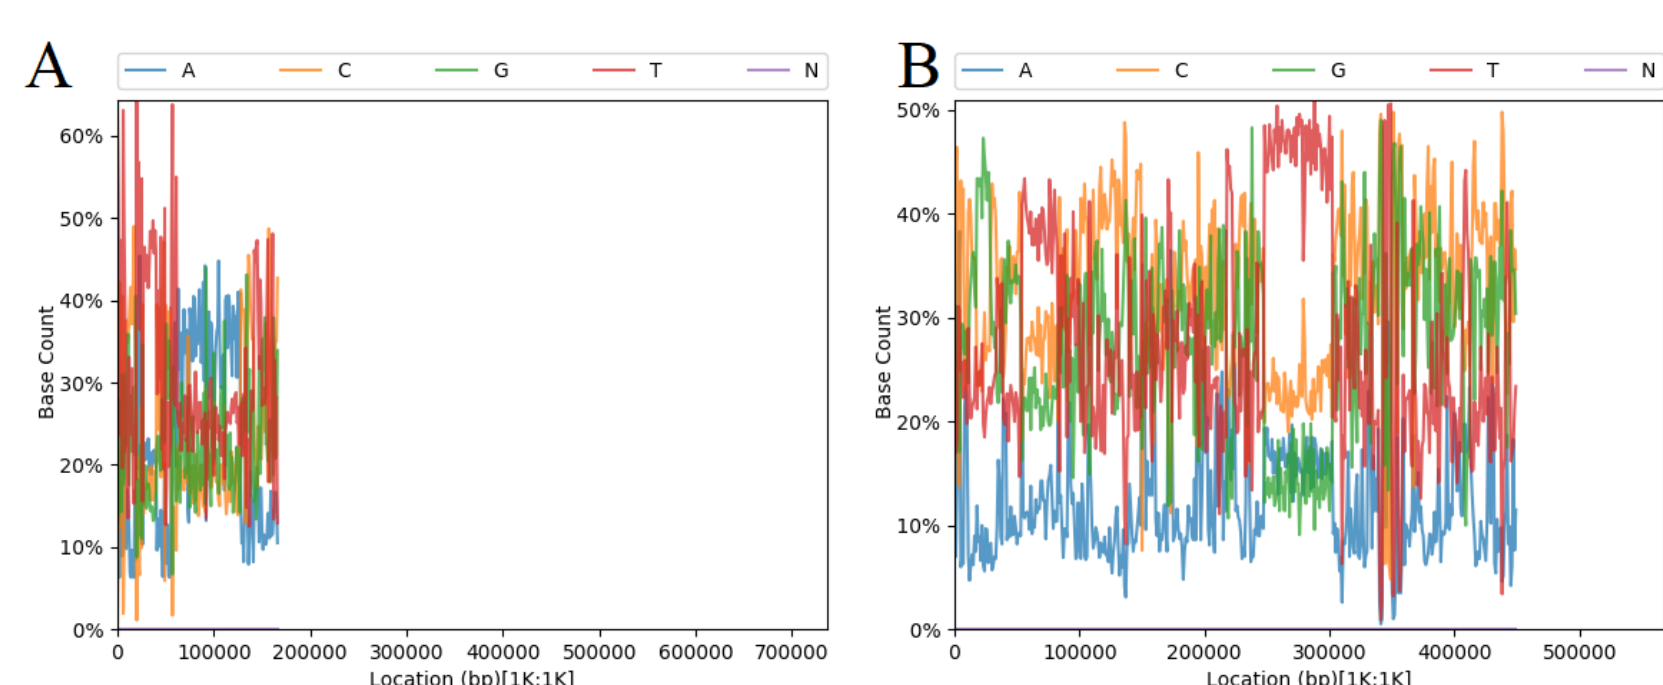 A
A C G T N
60%
50%
40%
30%
20%
10%
0%
Base Count
0 100000 200000 300000 400000 500000 600000 700000
Location (bp)[1K:1K]
B
A C G T N
50%
40%
30%
20%
10%
0%
Base Count
0 100000 200000 300000 400000 500000
Location (bp)[1K:1K]